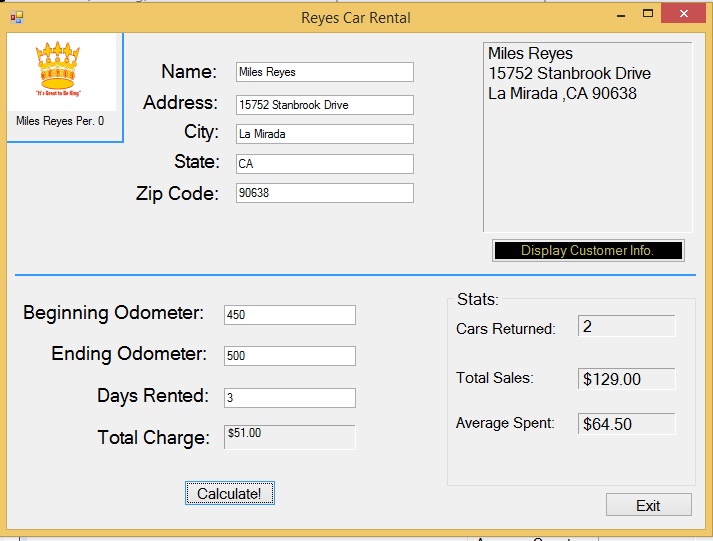 Reyes Car Rental
"It's Great to Be King"
Miles Reyes Per. 0
Name: Miles Reyes
Address: 15752 Stanbrook Drive
City: La Mirada
State: CA
Zip Code: 90638
Miles Reyes
15752 Stanbrook Drive
La Mirada ,CA 90638
Display Customer Info.
Beginning Odometer: 450
Ending Odometer: 500
Days Rented: 3
Total Charge: $51.00
Calculate!
Stats:
Cars Returned: 2
Total Sales: $129.00
Average Spent: $64.50
Exit